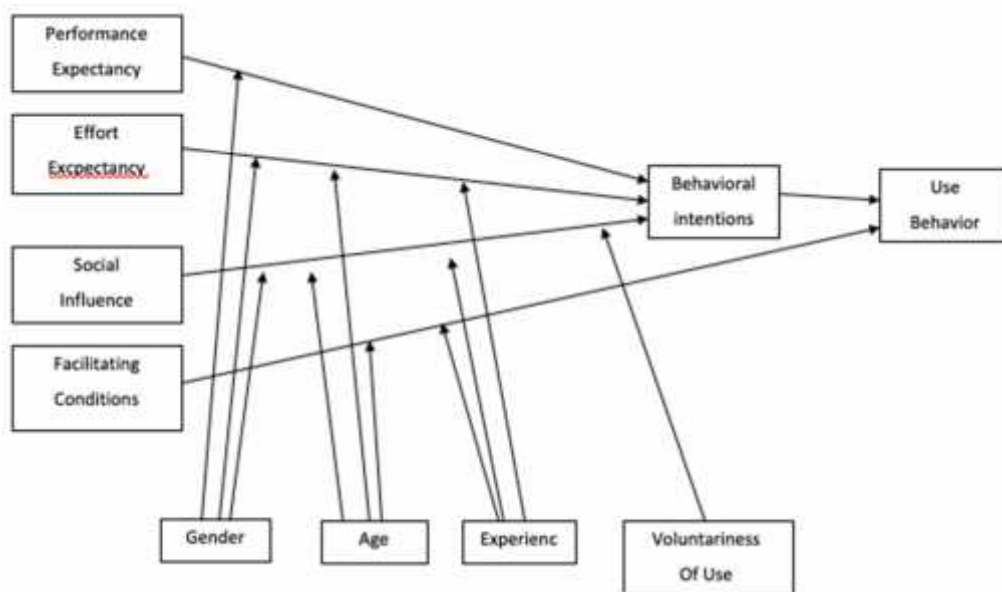 Performance
Expectancy
Effort
Excpectancy
Social
Influence
Facilitating
Conditions
Behavioral
intentions
Use
Behavior
Gender
Age
Experienc
Voluntariness
Of Use